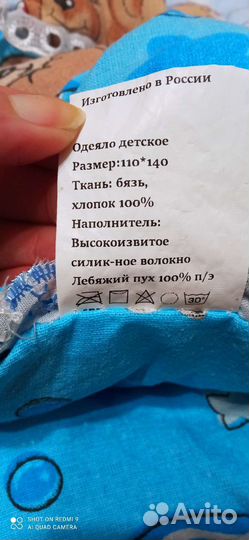 Изготовлено в России
Одеяло детское
Размер:110*140
Ткань: бязь,
хлопок 100%
Наполнитель:
Высокоизвитое
силик-ное волокно
Лебяжий пух 100% п/э
30°
SHOT ON REDMI 9
AI QUAD CAMERA
Avito